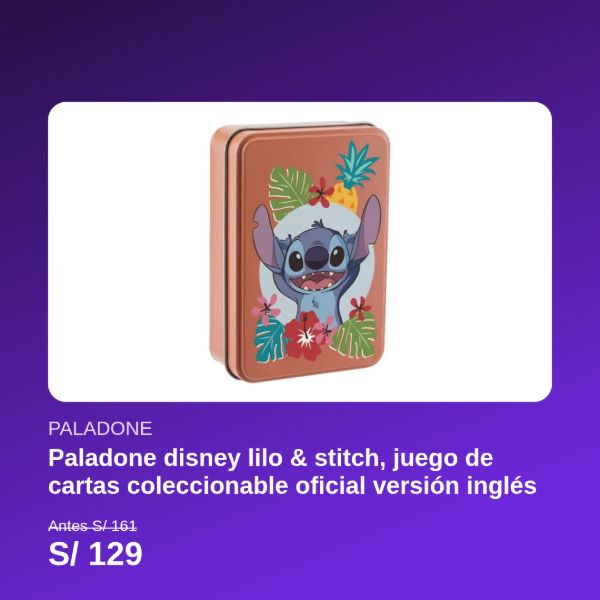 PALADONE
Paladone disney lilo & stitch, juego de
cartas coleccionable oficial versión inglés
Antes S/ 161
S/ 129